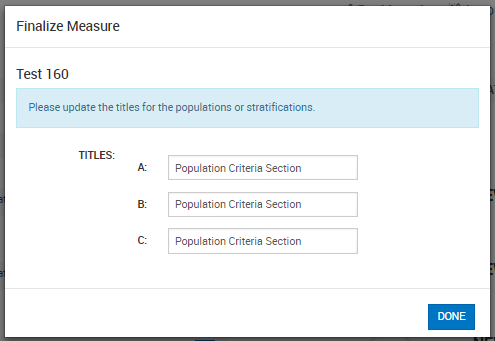 Finalize Measure
Test 160
Please update the titles for the populations or stratifications.
TITLES:
A: Population Criteria Section
B: Population Criteria Section
C: Population Criteria Section
DONE